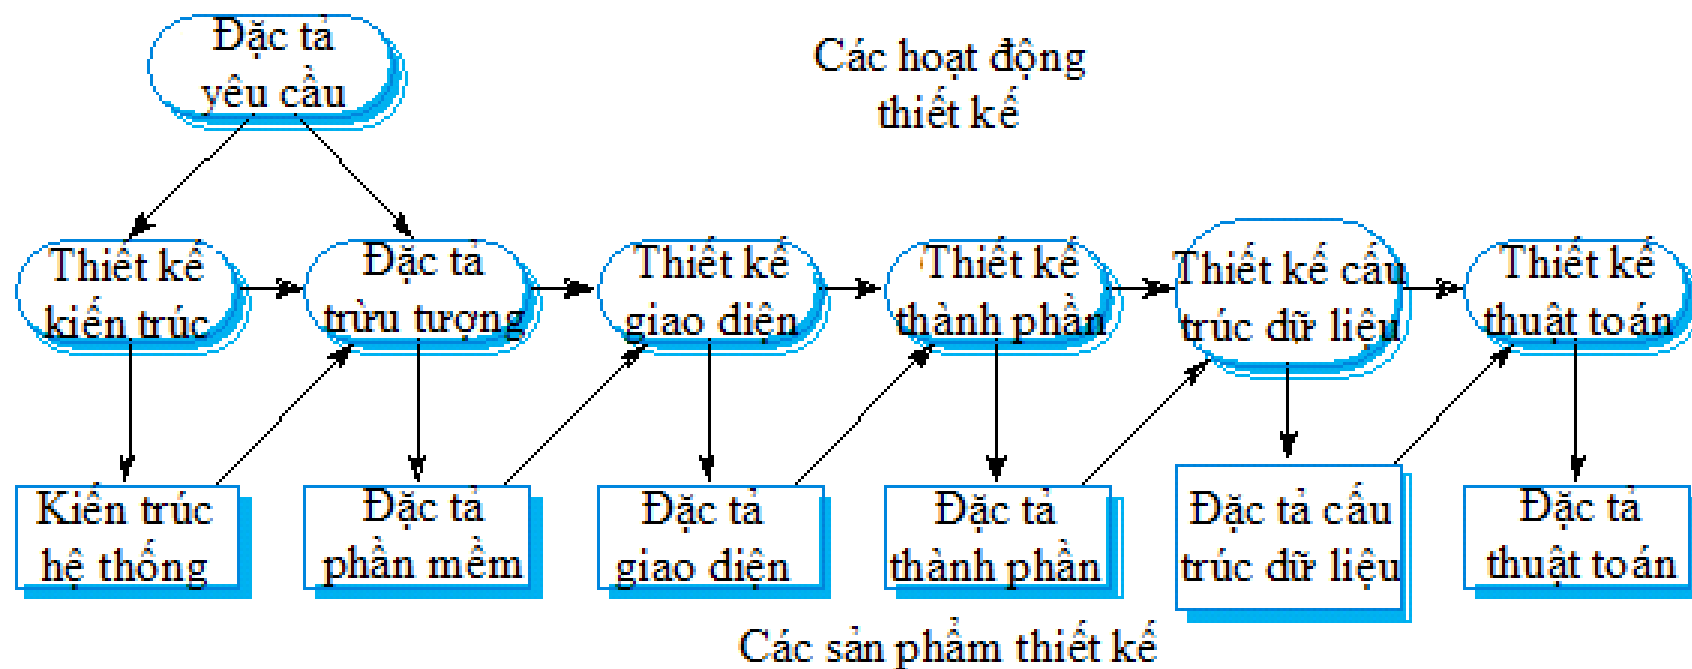 Đặc tả
yêu cầu
Các hoạt động
thiết kế
Thiết kế
kiến trúc
Đặc tả
trừu tượng
Thiết kế
giao diện
Thiết kế
thành phần
Thiết kế cấu
trúc dữ liệu
Thiết kế
thuật toán
Kiến trúc
hệ thống
Đặc tả
phần mềm
Đặc tả
giao diện
Đặc tả
thành phần
Đặc tả cấu
trúc dữ liệu
Đặc tả
thuật toán
Các sản phẩm thiết kế